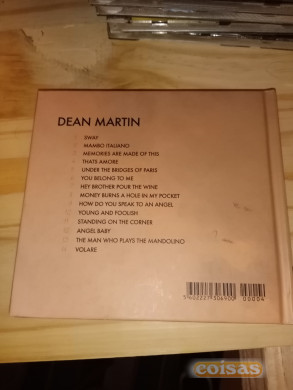 DEAN MARTIN
SWAY
MAMBO ITALIANO
MEMORIES ARE MADE OF THIS
THATS AMORE
UNDER THE BRIDGES OF PARIS
YOU BELONG TO ME
HEY BROTHER POUR THE WINE
MONEY BURNS A HOLE IN MY POCKET
HOW DO YOU SPEAK TO AN ANGEL
YOUNG AND FOOLISH
STANDING ON THE CORNER
ANGEL BABY
THE MAN WHO PLAYS THE MANDOLINO
VOLARE
00004
coisas